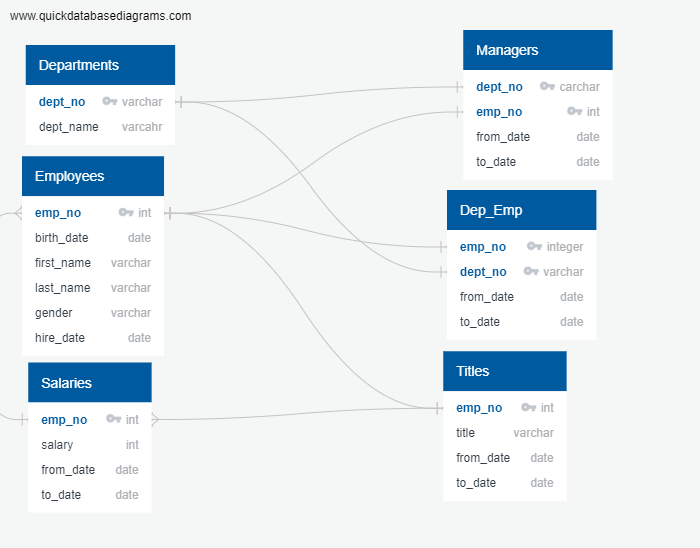 www.quickdatabasediagrams.com
Departments
dept_no varchar
dept_name varcahr
Employees
emp_no int
birth_date date
first_name varchar
last_name varchar
gender varchar
hire_date date
Salaries
emp_no int
salary int
from_date date
to_date date
Managers
dept_no carchar
emp_no int
from_date date
to_date date
Dep_Emp
emp_no integer
dept_no varchar
from_date date
to_date date
Titles
emp_no int
title varchar
from_date date
to_date date